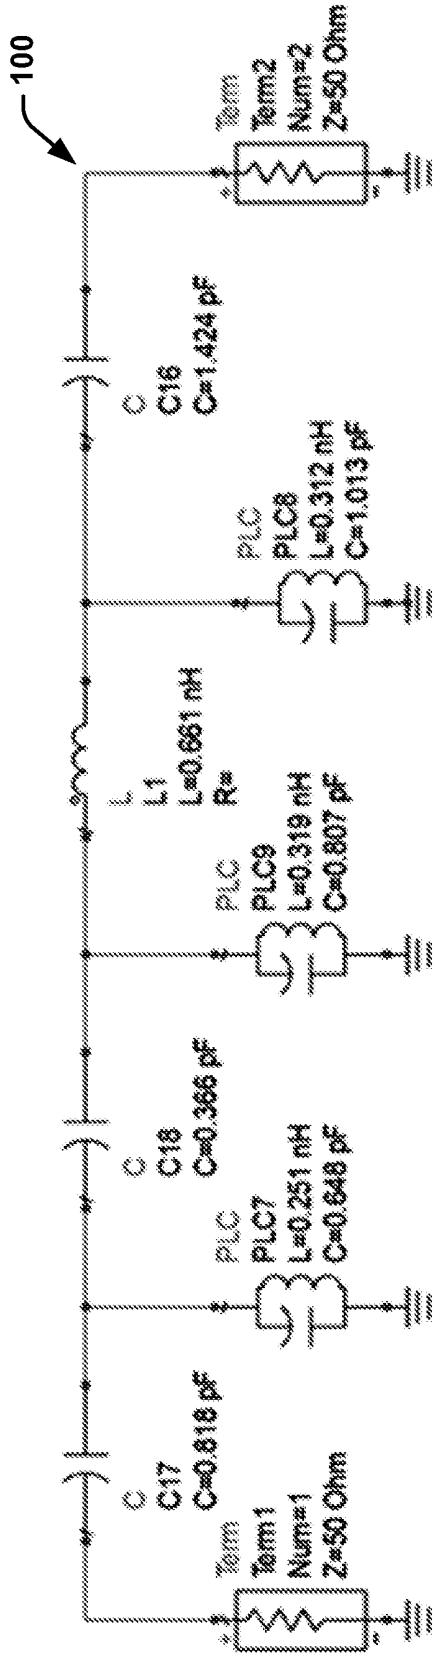 100
Term
Term1
Num=1
Z=50 Ohm
C
C17
C=0.818 pF
PLC
PLC7
L=0.251 nH
C=0.648 pF
C
C18
C=0.366 pF
PLC
PLC9
L=0.319 nH
C=0.807 pF
L
L1
L=0.661 nH
R=
PLC
PLC8
L=0.312 nH
C=1.013 pF
C
C16
C=1.424 pF
Term
Term2
Num=2
Z=50 Ohm